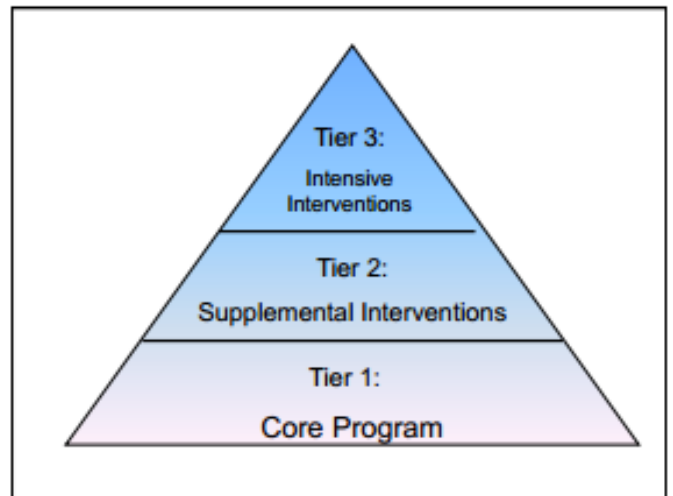 Tier 3:
Intensive
Interventions
Tier 2:
Supplemental Interventions
Tier 1:
Core Program